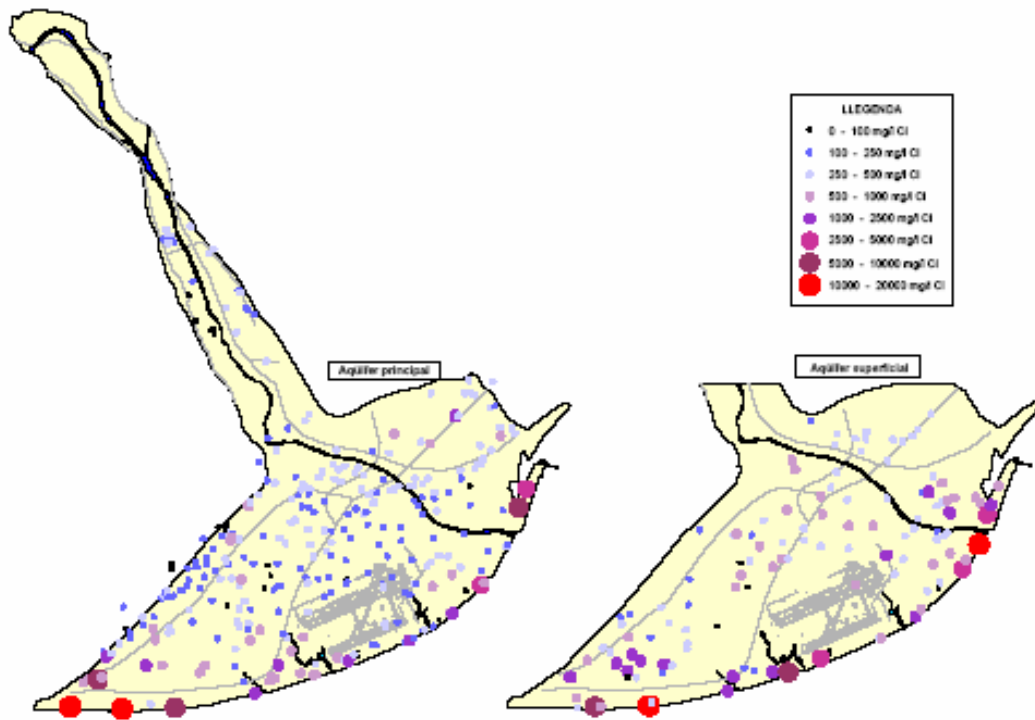 LLEGENDA
0 - 100 mg/l Cl
100 - 250 mg/l Cl
250 - 500 mg/l Cl
500 - 1000 mg/l Cl
1000 - 2500 mg/l Cl
2500 - 5000 mg/l Cl
5000 - 10000 mg/l Cl
10000 - 20000 mg/l Cl
Aqüífer principal
Aqüífer superficial